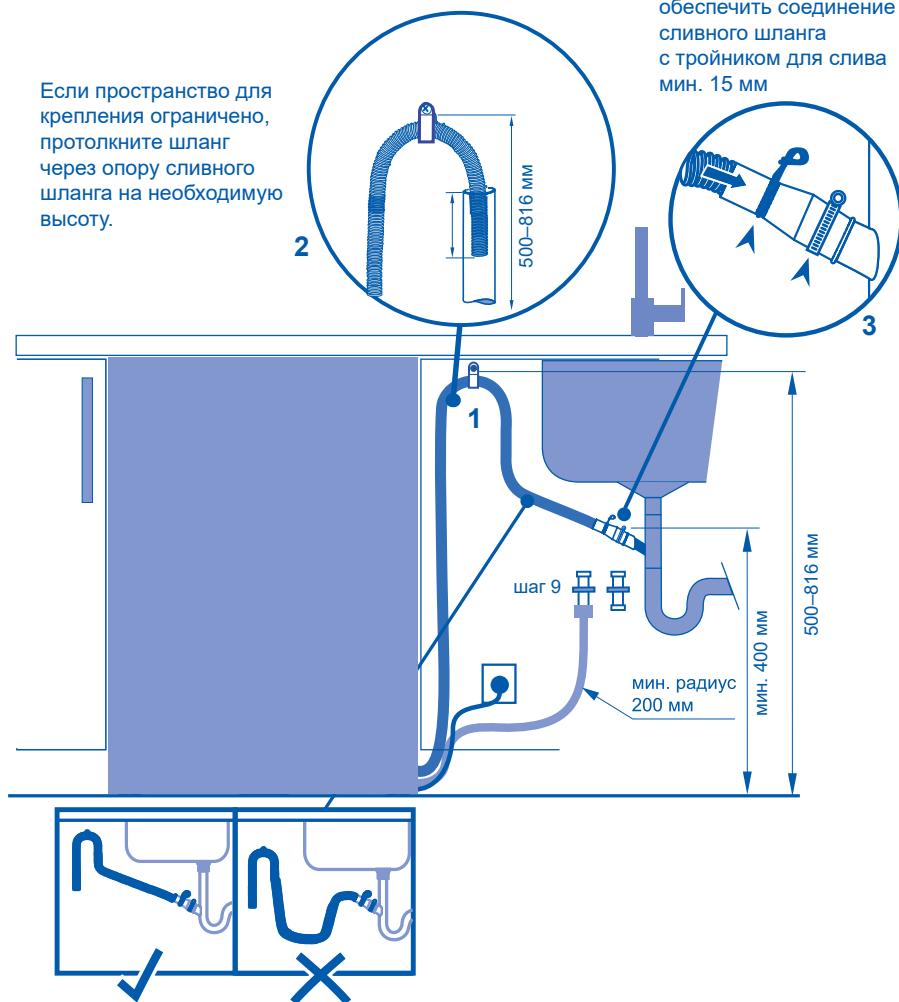 обеспечить соединение
сливного шланга
с тройником для слива
мин. 15 мм
Если пространство для
крепления ограничено,
протолкните шланг
через опору сливного
шланга на необходимую
высоту.
2
500–816 мм
3
1
шаг 9
мин. радиус
200 мм
мин. 400 мм
500–816 мм